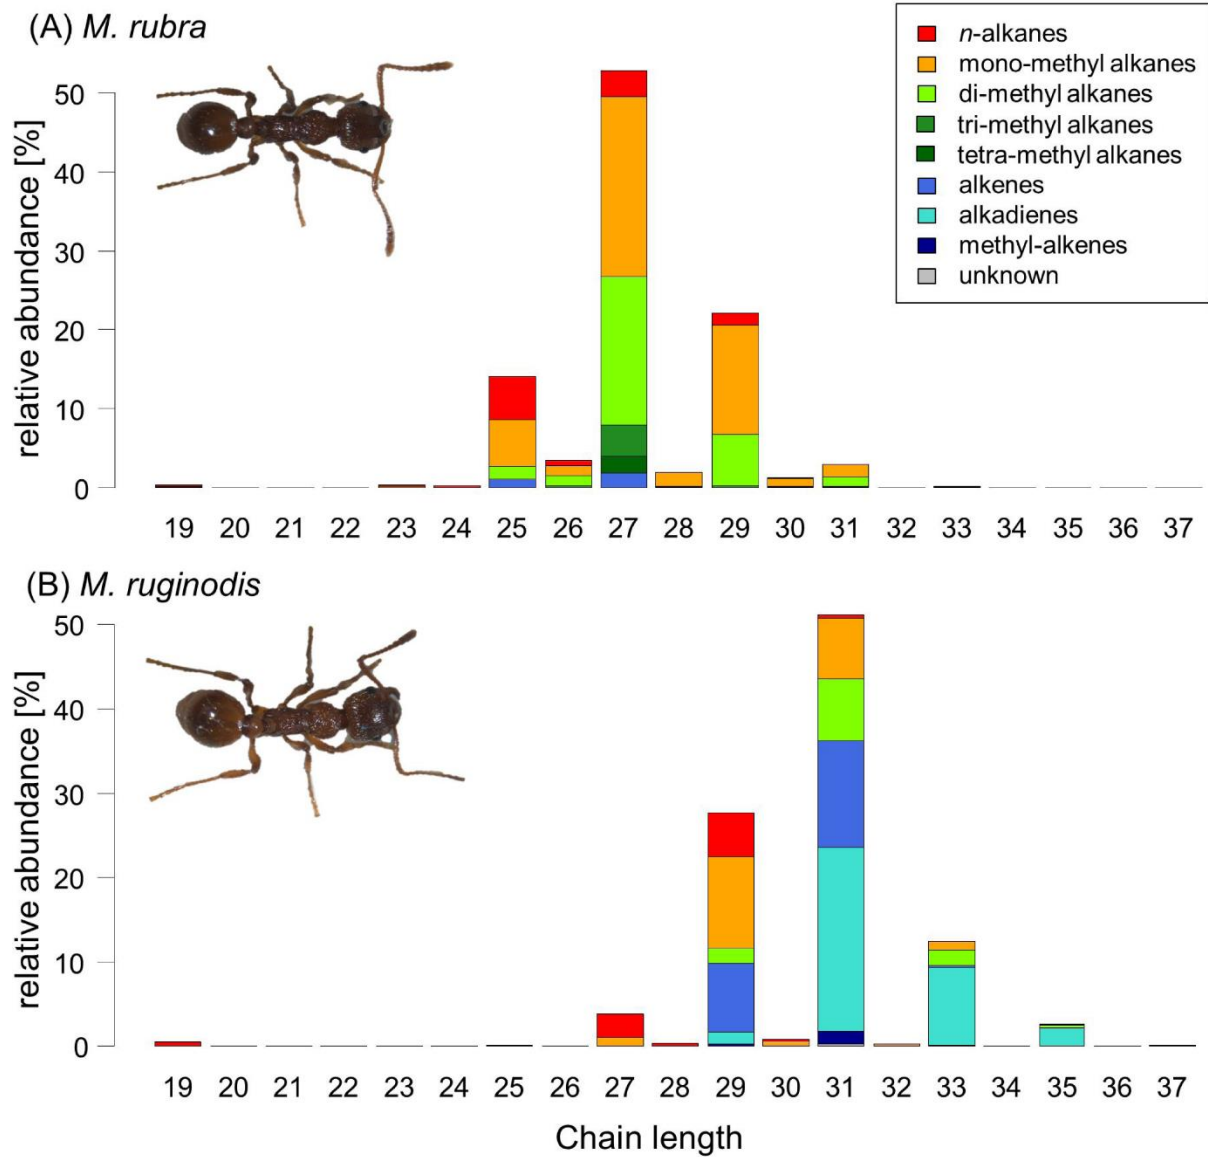 (A) M. rubra
n-alkanes
mono-methyl alkanes
di-methyl alkanes
tri-methyl alkanes
tetra-methyl alkanes
alkenes
alkadienes
methyl-alkenes
unknown
relative abundance [%]
50
40
30
20
10
0
19 20 21 22 23 24 25 26 27 28 29 30 31 32 33 34 35 36 37
(B) M. ruginodis
relative abundance [%]
50
40
30
20
10
0
19 20 21 22 23 24 25 26 27 28 29 30 31 32 33 34 35 36 37
Chain length